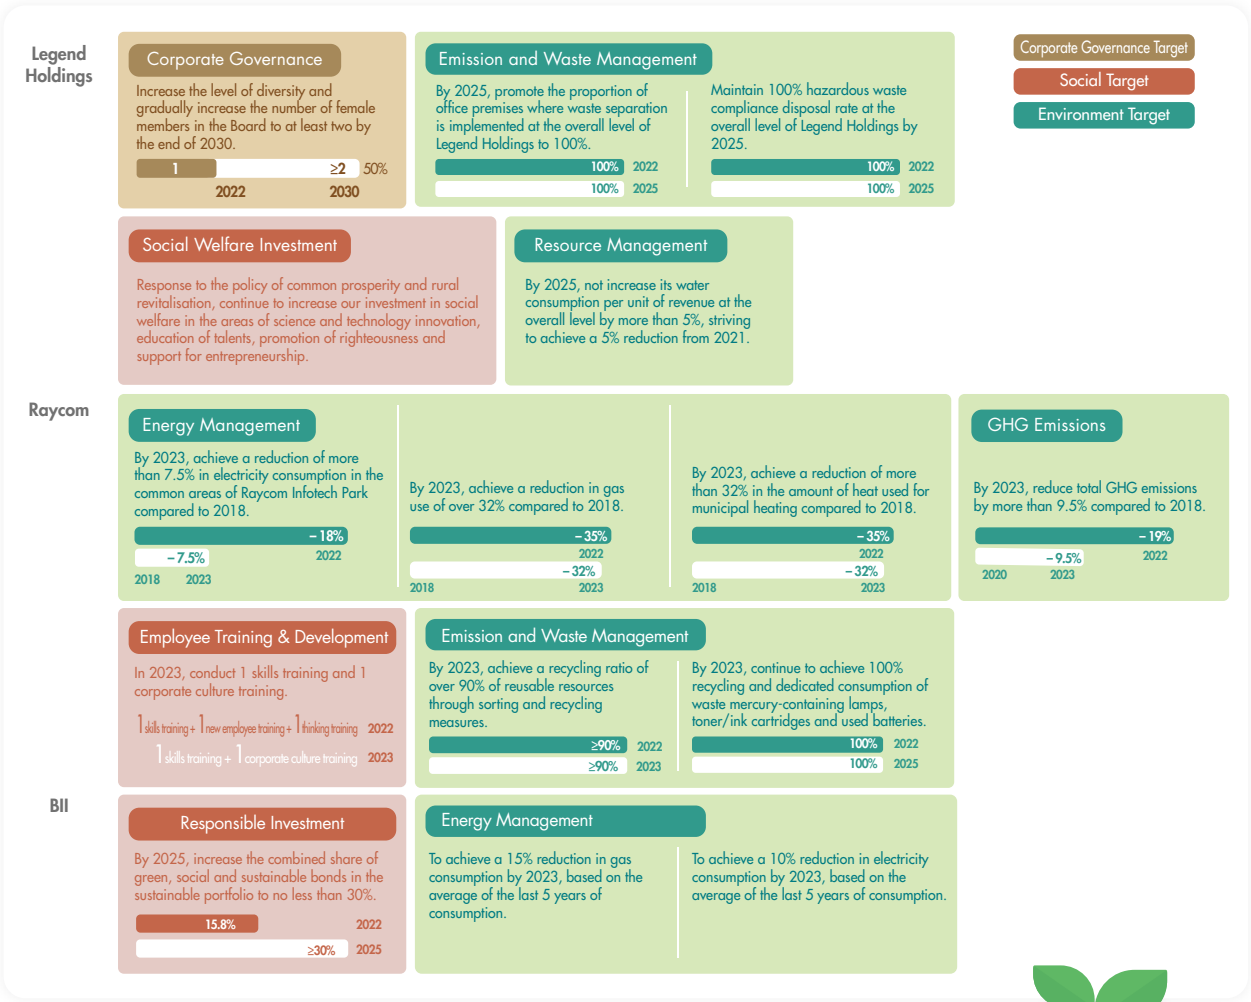 Legend
Holdings
Corporate Governance
Increase the level of diversity and
gradually increase the number of female
members in the Board to at least two by
the end of 2030.
1 ≥2 50%
2022 2030
Emission and Waste Management
By 2025, promote the proportion of
office premises where waste separation
is implemented at the overall level of
Legend Holdings to 100%.
100% 2022
100% 2025
Maintain 100% hazardous waste
compliance disposal rate at the
overall level of Legend Holdings by
2025.
100% 2022
100% 2025
Corporate Governance Target
Social Target
Environment Target
Social Welfare Investment
Response to the policy of common prosperity and rural
revitalisation, continue to increase our investment in social
welfare in the areas of science and technology innovation,
education of talents, promotion of righteousness and
support for entrepreneurship.
Resource Management
By 2025, not increase its water
consumption per unit of revenue at the
overall level by more than 5%, striving
to achieve a 5% reduction from 2021.
Raycom
Energy Management
By 2023, achieve a reduction of more
than 7.5% in electricity consumption in the
common areas of Raycom Infotech Park
compared to 2018.
– 18%
– 7.5% 2022
2018 2023
By 2023, achieve a reduction in gas
use of over 32% compared to 2018.
– 35%
2022
– 32%
2018 2023
By 2023, achieve a reduction of more
than 32% in the amount of heat used for
municipal heating compared to 2018.
– 35%
2022
– 32%
2018 2023
GHG Emissions
By 2023, reduce total GHG emissions
by more than 9.5% compared to 2018.
– 19%
– 9.5% 2022
2020 2023
Employee Training & Development
In 2023, conduct 1 skills training and 1
corporate culture training.
1 skills training + 1 new employee training + 1 thinking training 2022
1 skills training + 1 corporate culture training 2023
Emission and Waste Management
By 2023, achieve a recycling ratio of
over 90% of reusable resources
through sorting and recycling
measures.
≥90% 2022
≥90% 2023
By 2023, continue to achieve 100%
recycling and dedicated consumption of
waste mercury-containing lamps,
toner/ink cartridges and used batteries.
100% 2022
100% 2025
BII
Responsible Investment
By 2025, increase the combined share of
green, social and sustainable bonds in the
sustainable portfolio to no less than 30%.
15.8% 2022
≥30% 2025
Energy Management
To achieve a 15% reduction in gas
consumption by 2023, based on the
average of the last 5 years of
consumption.
To achieve a 10% reduction in electricity
consumption by 2023, based on the
average of the last 5 years of consumption.